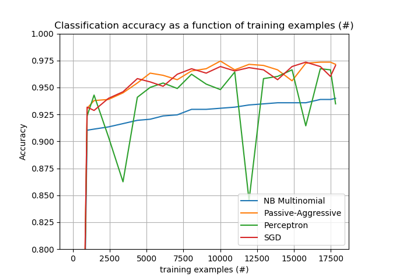 Classification accuracy as a function of training examples (#)
1.000
0.975
0.950
0.925
0.900
0.875
0.850
0.825
0.800
Accuracy
NB Multinomial
Passive-Aggressive
Perceptron
SGD
0 2500 5000 7500 10000 12500 15000 17500
training examples (#)